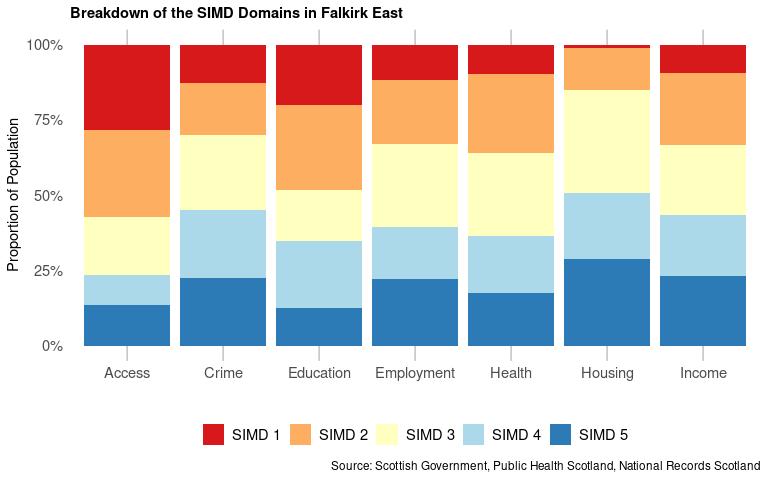 Breakdown of the SIMD Domains in Falkirk East
Proportion of Population
100%
75%
50%
25%
0%
Access Crime Education Employment Health Housing Income
SIMD 1 SIMD 2 SIMD 3 SIMD 4 SIMD 5
Source: Scottish Government, Public Health Scotland, National Records Scotland